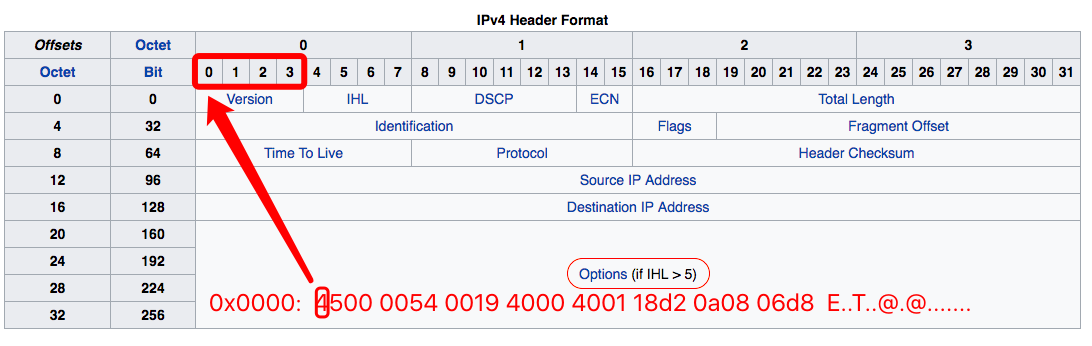 IPv4 Header Format
Offsets Octet 0 1 2 3
Octet Bit 0 1 2 3 4 5 6 7 8 9 10 11 12 13 14 15 16 17 18 19 20 21 22 23 24 25 26 27 28 29 30 31
0 0 Version IHL DSCP ECN Total Length
4 32 Identification Flags Fragment Offset
8 64 Time To Live Protocol Header Checksum
12 96 Source IP Address
16 128 Destination IP Address
20 160
24 192 Options (if IHL > 5)
28 224
32 256
0x0000: 4500 0054 0019 4000 4001 18d2 0a08 06d8 E..T..@.@.......